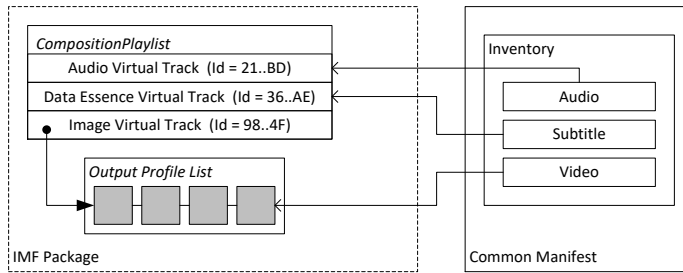 CompositionPlaylist
Audio Virtual Track (Id = 21..BD)
Data Essence Virtual Track (Id = 36..AE)
Image Virtual Track (Id = 98..4F)
Output Profile List
IMF Package
Inventory
Audio
Subtitle
Video
Common Manifest